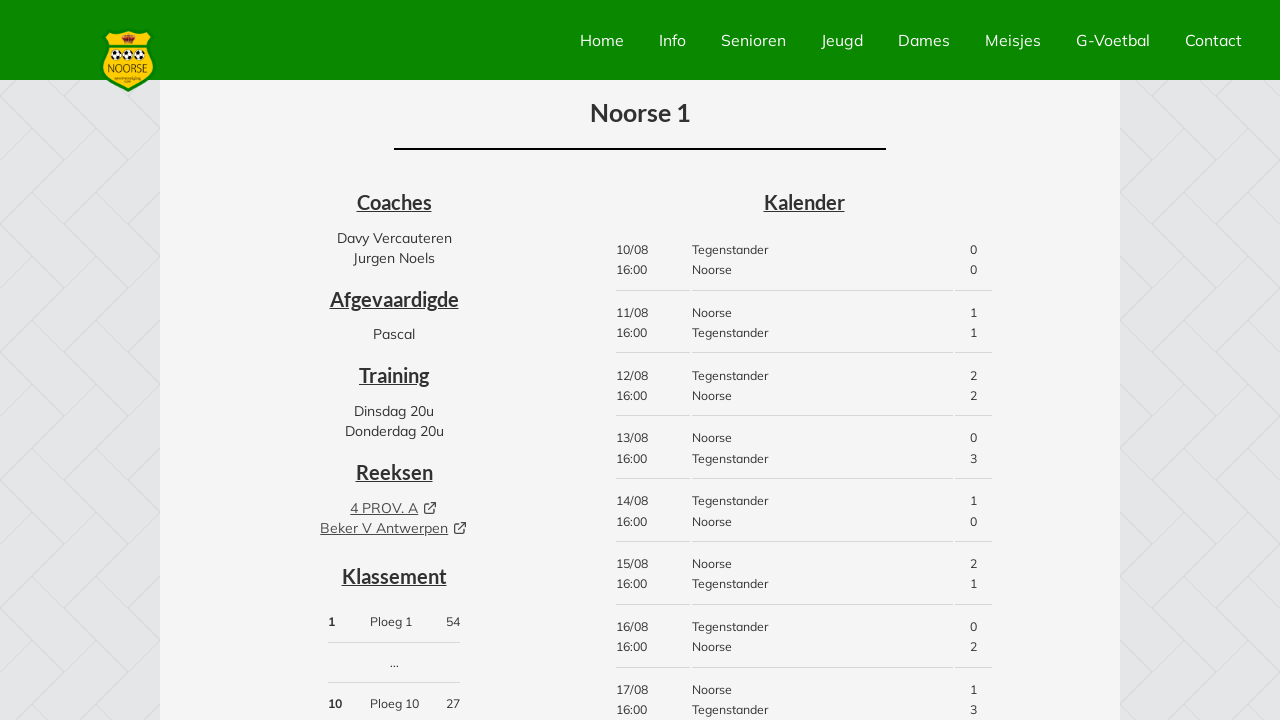 NOORSE
Home Info Senioren Jeugd Dames Meisjes G-Voetbal Contact
Noorse 1
Coaches
Davy Vercauteren
Jurgen Noels
Afgevaardigde
Pascal
Training
Dinsdag 20u
Donderdag 20u
Reeksen
4 PROV. A
Beker V Antwerpen
Klassement
1 Ploeg 1 54
...
10 Ploeg 10 27
Kalender
10/08 Tegenstander 0
16:00 Noorse 0
11/08 Noorse 1
16:00 Tegenstander 1
12/08 Tegenstander 2
16:00 Noorse 2
13/08 Noorse 0
16:00 Tegenstander 3
14/08 Tegenstander 1
16:00 Noorse 0
15/08 Noorse 2
16:00 Tegenstander 1
16/08 Tegenstander 0
16:00 Noorse 2
17/08 Noorse 1
16:00 Tegenstander 3